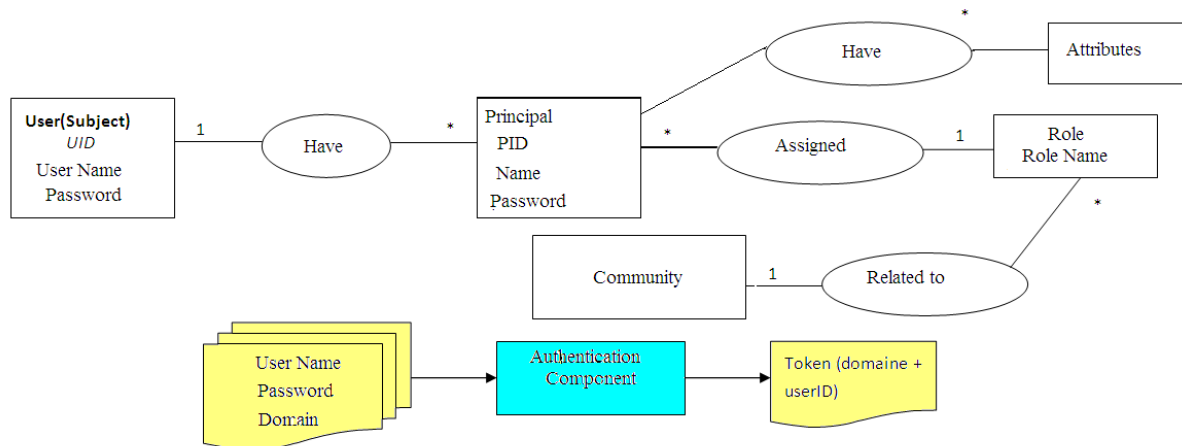 *
Have
Attributes
User(Subject)
UID
User Name
Password
1
Have
*
Principal
PID
Name
Password
*
Assigned
1
Role
Role Name
*
Community
1
Related to
User Name
Password
Domain
Authentication
Component
Token (domaine +
userID)